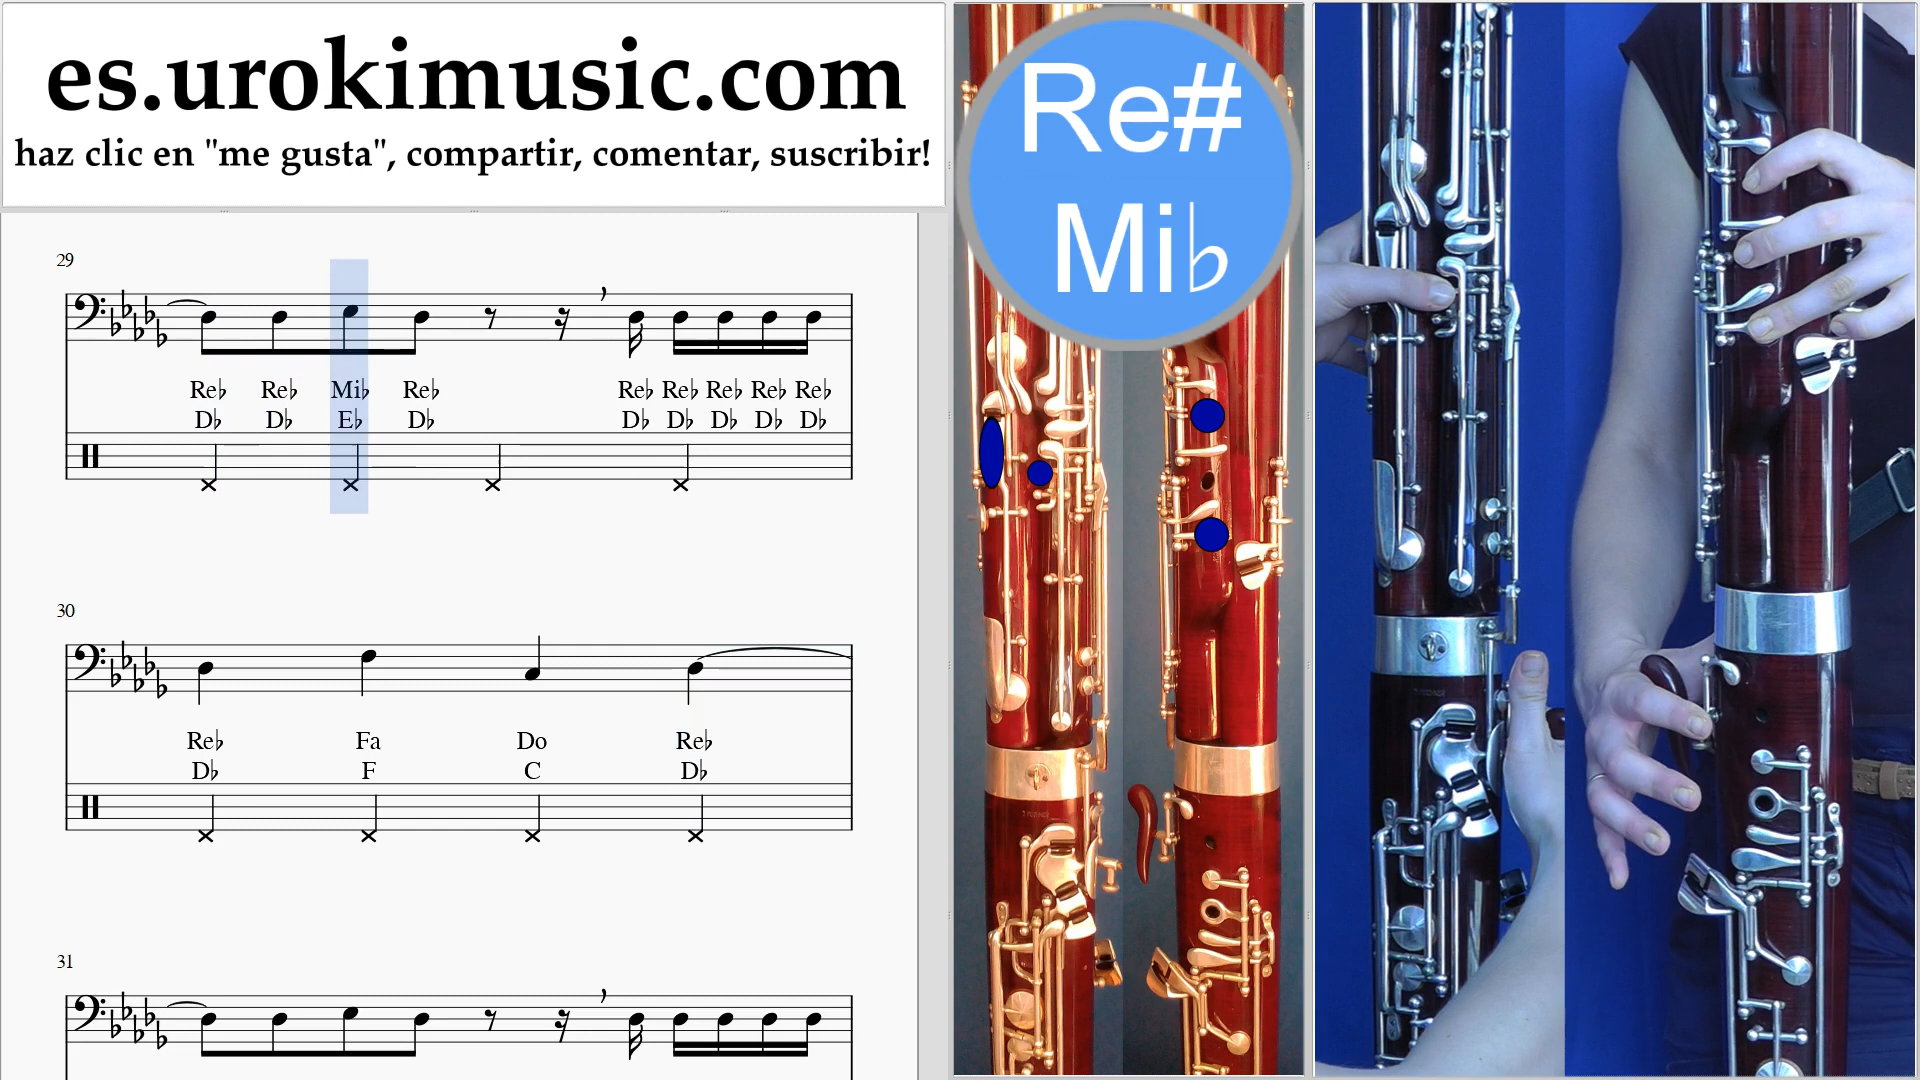 es.urokimusic.com
haz clic en "me gusta", compartir, comentar, suscribir!
Re#
Mi♭
29
Re♭ Re♭ Mi♭ Re♭ Re♭ Re♭ Re♭ Re♭ Re♭
D♭ D♭ E♭ D♭ D♭ D♭ D♭ D♭ D♭
30
Re♭ Fa Do Re♭
D♭ F C D♭
31